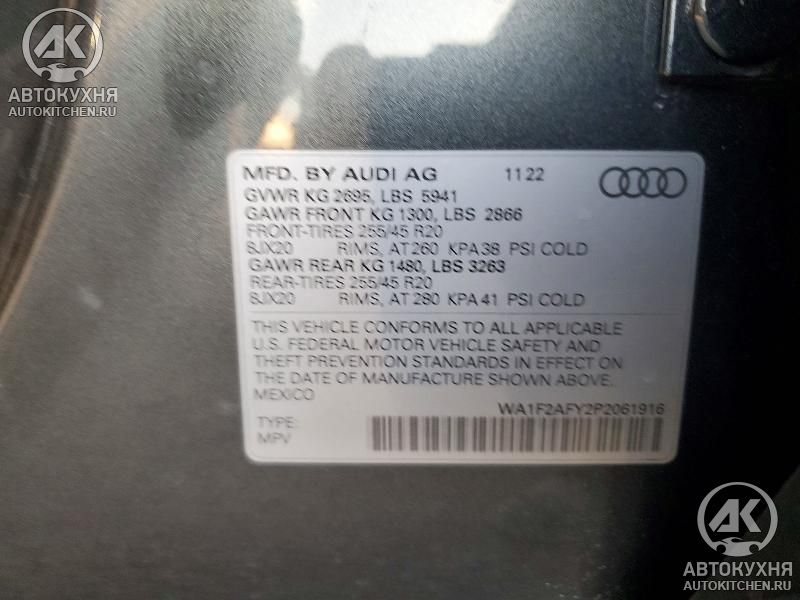 AK
АВТОКУХНЯ
AUTOKITCHEN.RU
MFD. BY AUDI AG 11 22
GVWR KG 2695, LBS 5941
GAWR FRONT KG 1300, LBS 2866
FRONT-TIRES 255/45 R20
8JX20 RIMS, AT 260 KPA 38 PSI COLD
GAWR REAR KG 1480, LBS 3263
REAR-TIRES 255/45 R20
8JX20 RIMS, AT 280 KPA 41 PSI COLD
THIS VEHICLE CONFORMS TO ALL APPLICABLE
U.S. FEDERAL MOTOR VEHICLE SAFETY AND
THEFT PREVENTION STANDARDS IN EFFECT ON
THE DATE OF MANUFACTURE SHOWN ABOVE.
MEXICO
WA1F2AFY2P2061916
TYPE:
MPV
AK
АВТОКУХНЯ
AUTOKITCHEN.RU